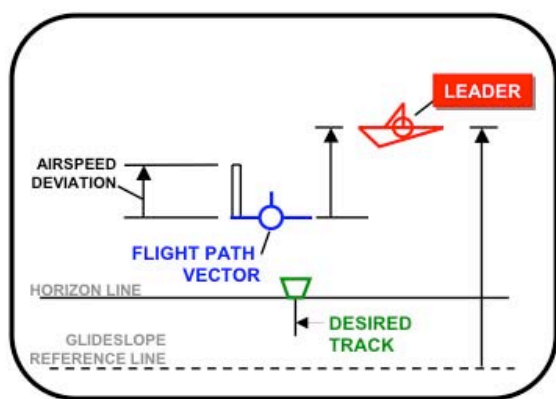 LEADER
AIRSPEED
DEVIATION
FLIGHT PATH
VECTOR
HORIZON LINE
DESIRED
TRACK
GLIDESLOPE
REFERENCE LINE